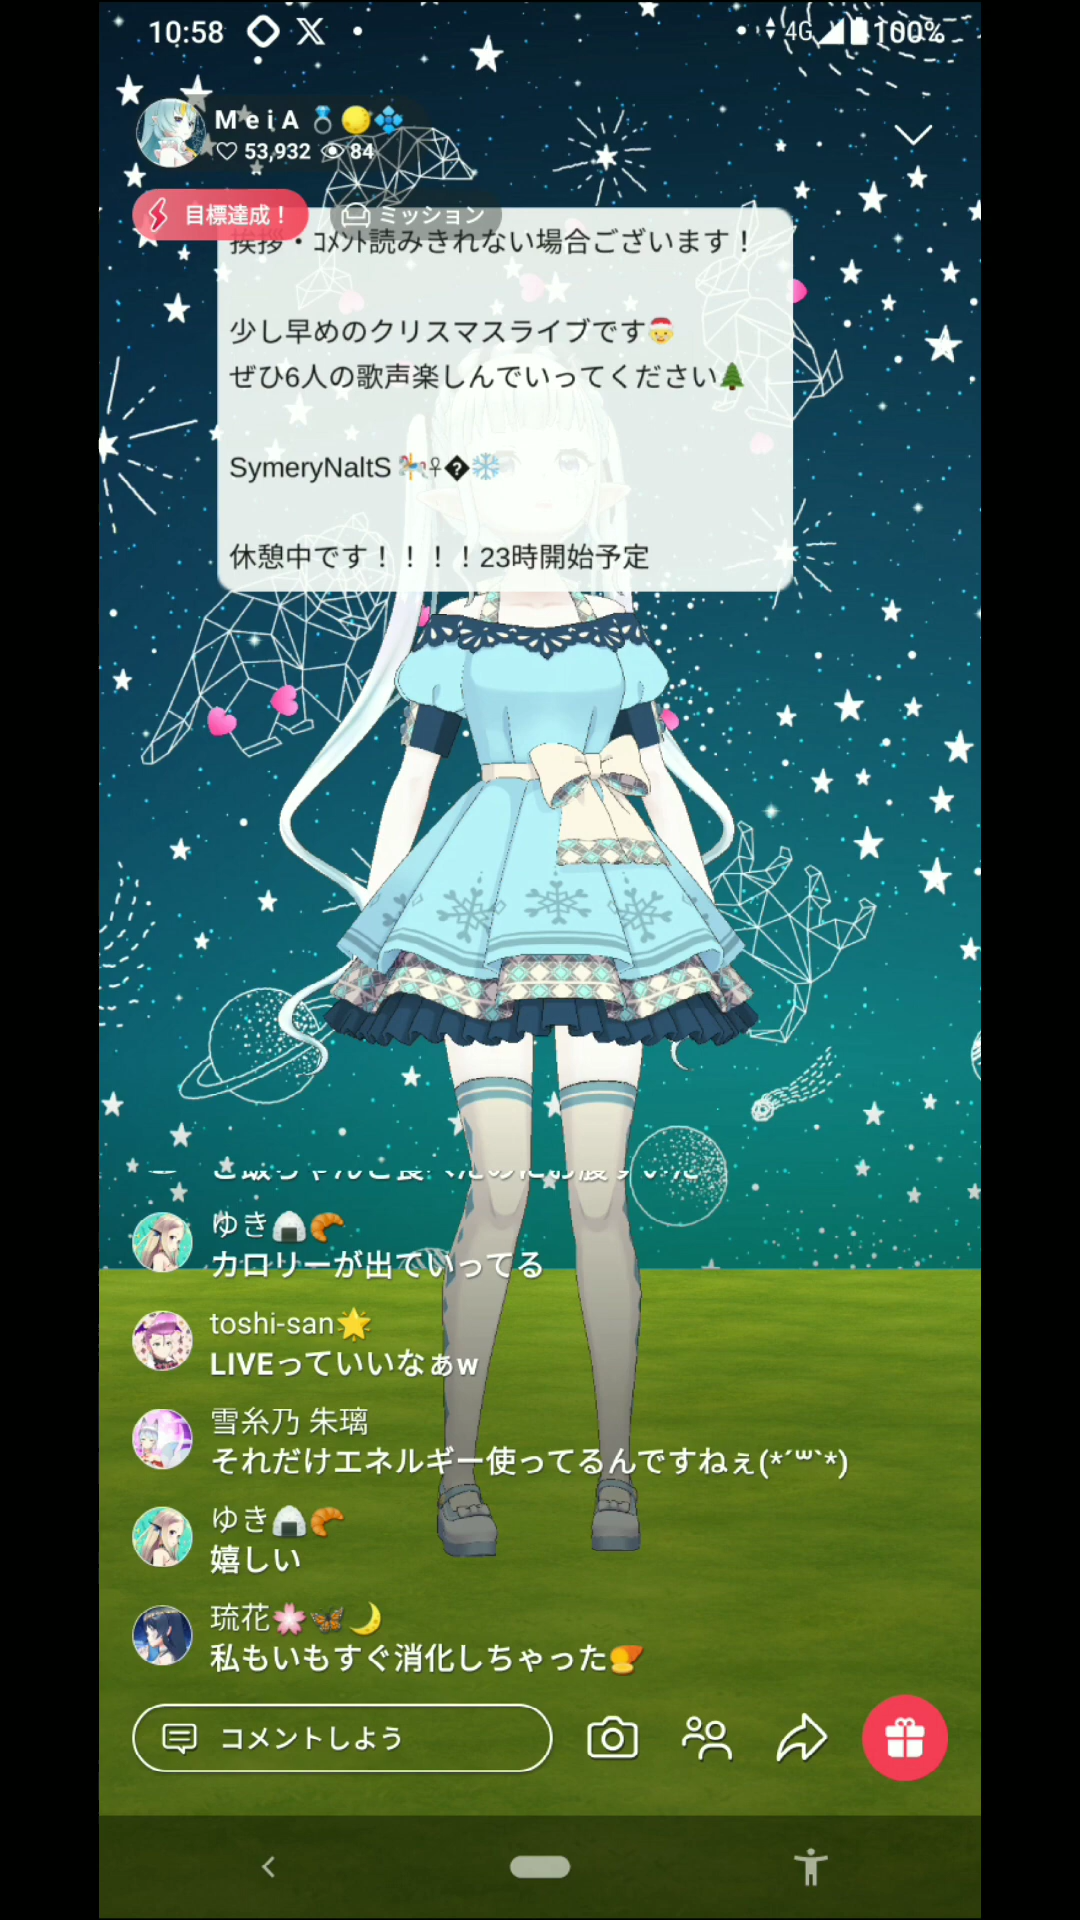 10:58
4G
100%
MeiA💍🌕💠
53,932 84
目標達成！
ミッション
挨拶・ｺﾒﾝﾄ読みきれない場合ございます！
少し早めのクリスマスライブです🤶
ぜひ6人の歌声楽しんでいってください🌲
SymeryNaltS🎠♀�❄️
休憩中です！！！！23時開始予定
ゆき🍙🥐
カロリーが出ていってる
toshi-san🌟
LIVEっていいなぁw
雪糸乃 朱璃
それだけエネルギー使ってるんですねぇ(*´꒳`*)
ゆき🍙🥐
嬉しい
琉花🌸🦋🌙
私もいもすぐ消化しちゃった🍠
コメントしよう